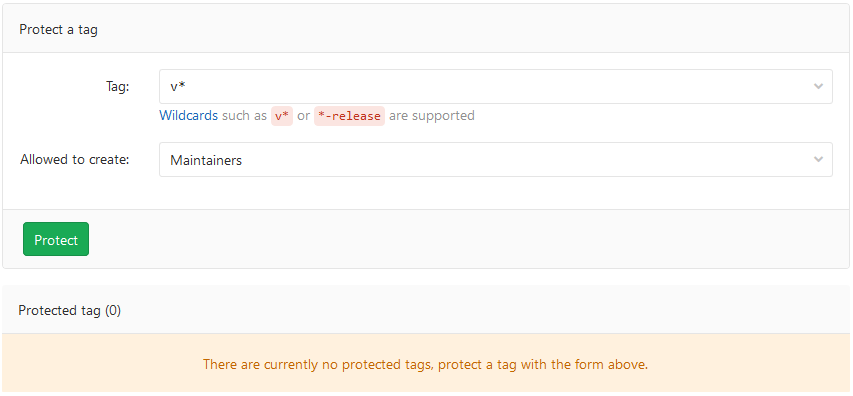 Protect a tag
Tag: v*
Wildcards such as v* or *-release are supported
Allowed to create: Maintainers
Protect
Protected tag (0)
There are currently no protected tags, protect a tag with the form above.